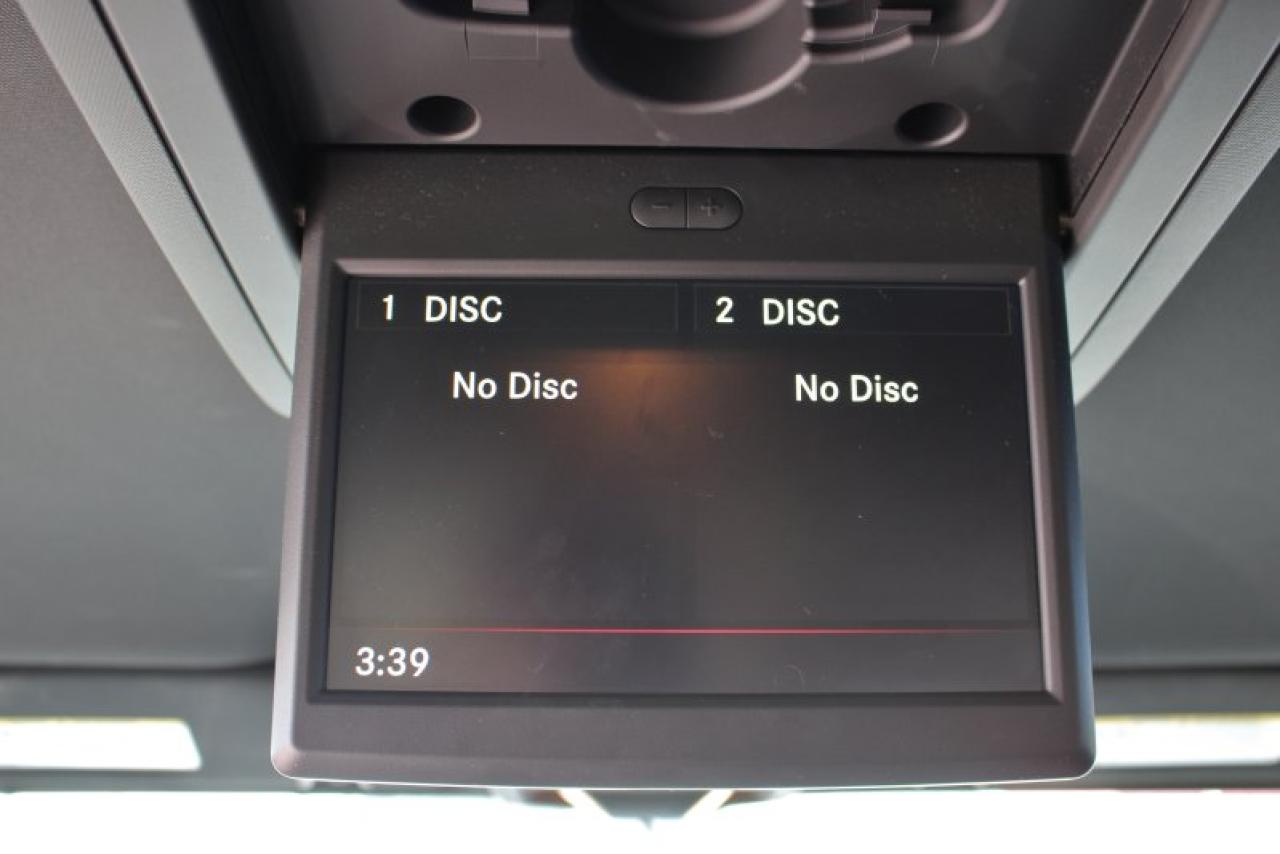 - +
1 DISC 2 DISC
No Disc No Disc
3:39